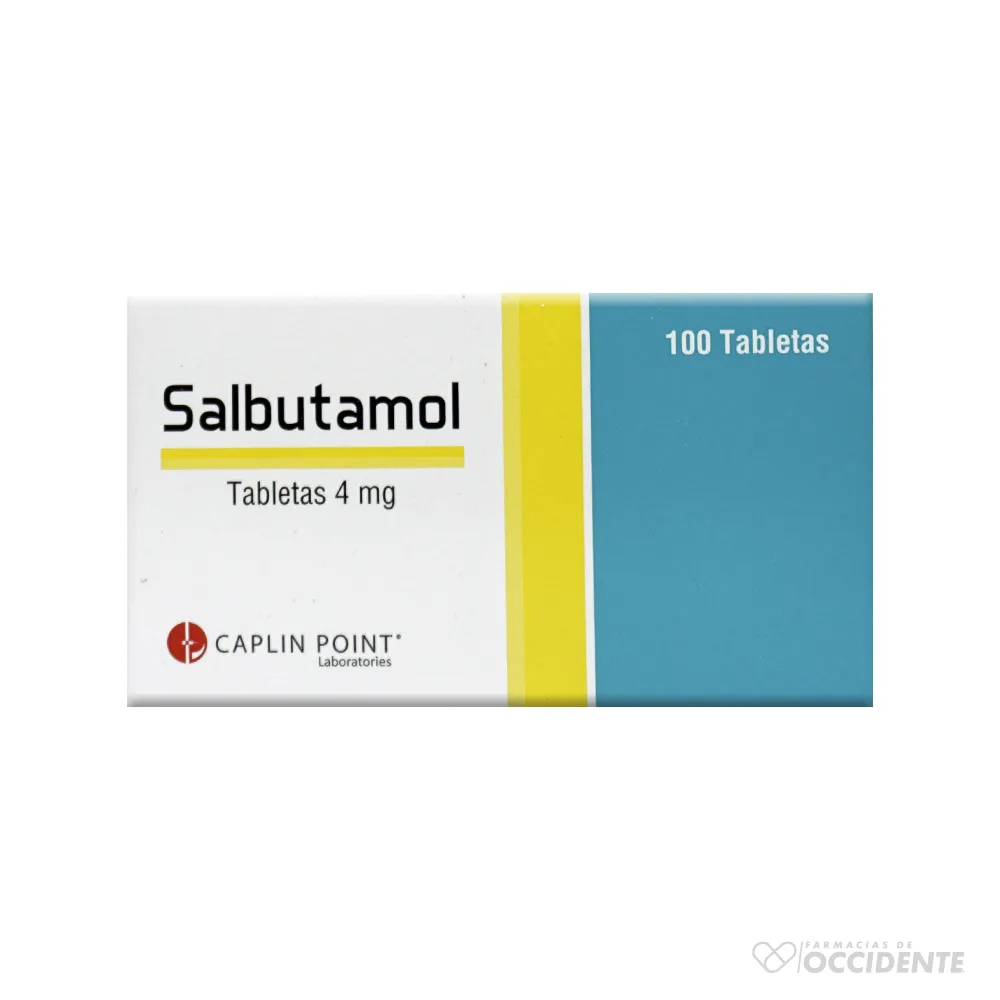 100 Tabletas
Salbutamol
Tabletas 4 mg
CAPLIN POINT®
Laboratories
FARMACIAS DE
OCCIDENTE